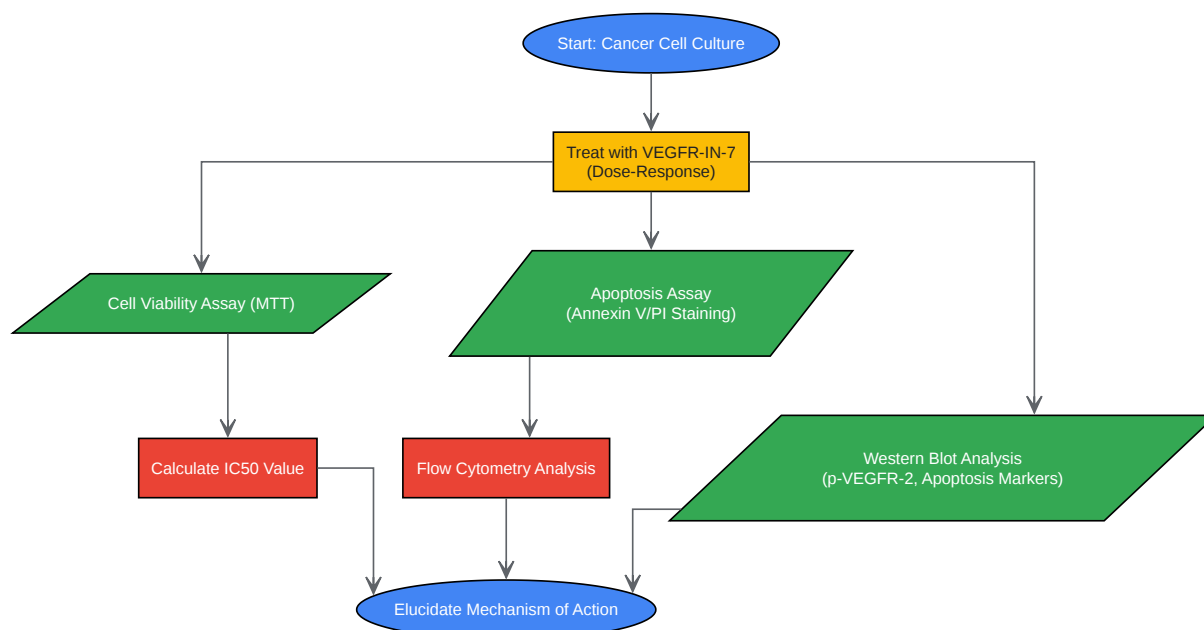 Start: Cancer Cell Culture
Treat with VEGFR-IN-7
(Dose-Response)
Cell Viability Assay (MTT)
Apoptosis Assay
(Annexin V/PI Staining)
Calculate IC50 Value
Flow Cytometry Analysis
Western Blot Analysis
(p-VEGFR-2, Apoptosis Markers)
Elucidate Mechanism of Action